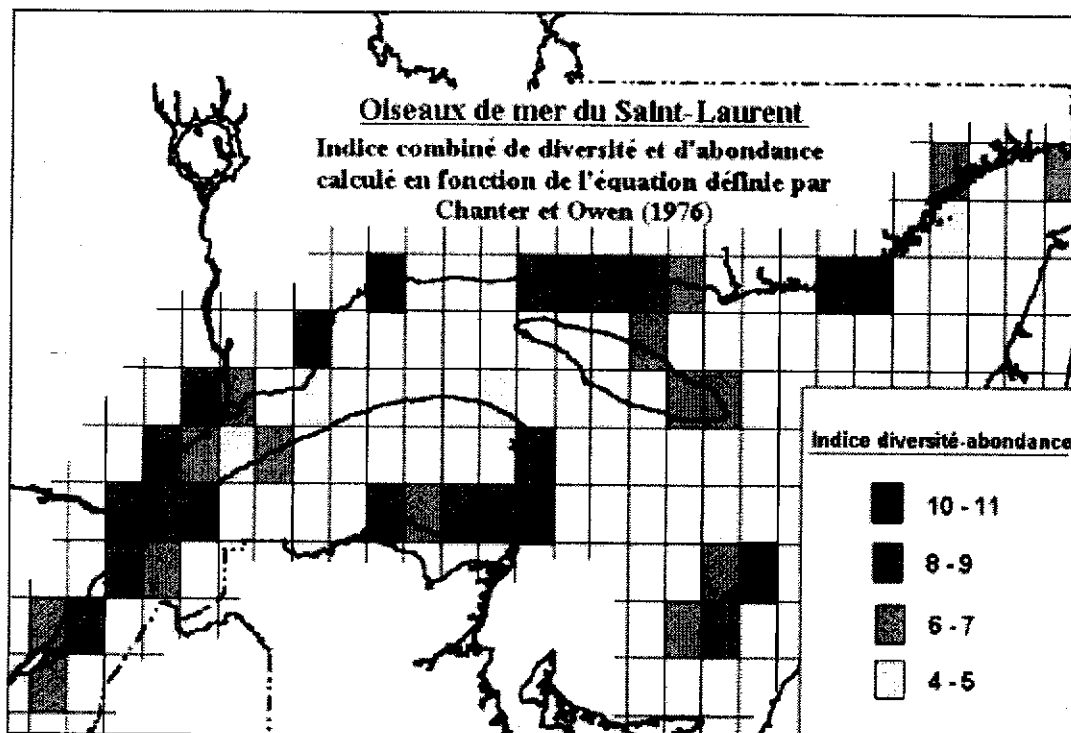 Oiseaux de mer du Saint-Laurent
Indice combiné de diversité et d'abondance
calculé en fonction de l'équation définie par
Chanter et Owen (1976)
Indice diversité-abondance
10 - 11
8 - 9
6 - 7
4 - 5